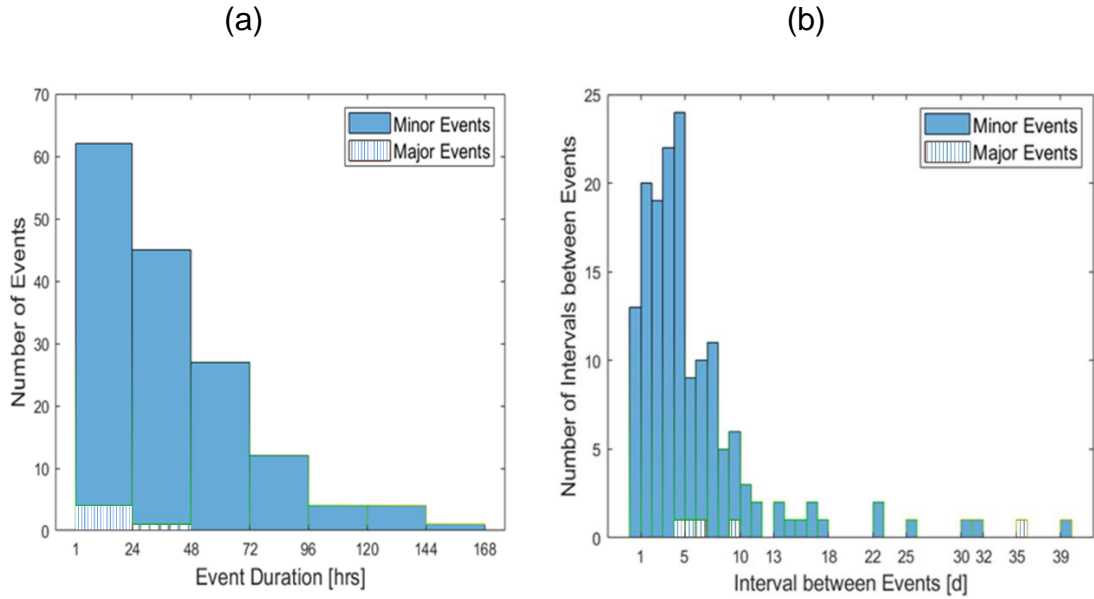 (a)
(b)
70
60
50
40
30
20
10
0
Number of Events
Minor Events
Major Events
1 24 48 72 96 120 144 168
Event Duration [hrs]
25
20
15
10
5
0
Number of Intervals between Events
Minor Events
Major Events
1 5 10 13 18 22 25 30 32 35 39
Interval between Events [d]